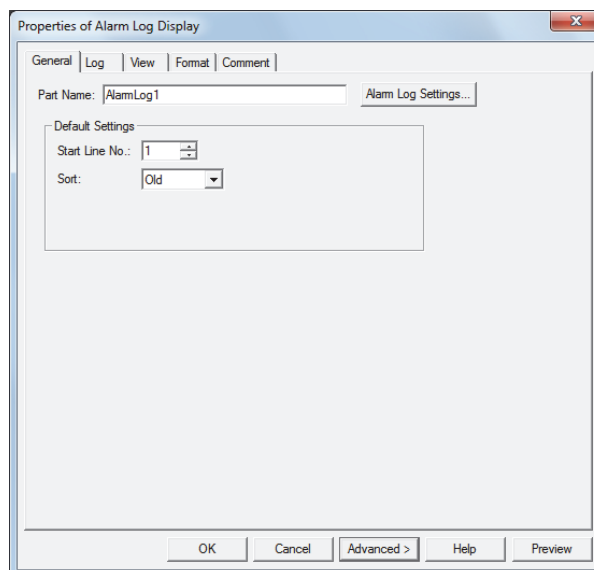 Properties of Alarm Log Display
General Log View Format Comment
Part Name: AlarmLog1 Alarm Log Settings...
Default Settings
Start Line No.: 1
Sort: Old
OK Cancel Advanced > Help Preview